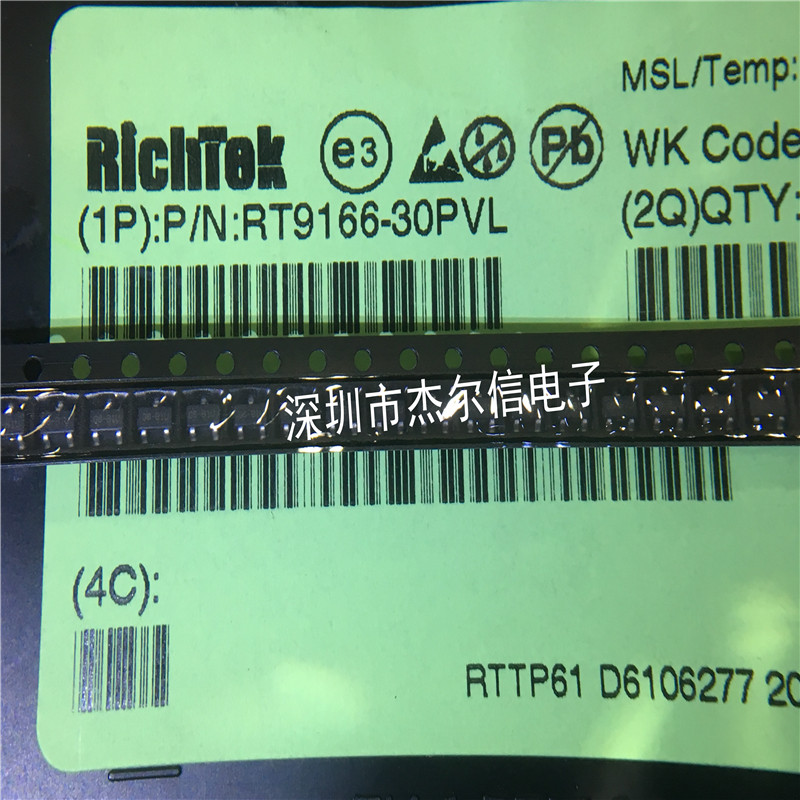 MSL/Temp:
RichTek e3 Pb WK Code
(1P):P/N:RT9166-30PVL (2Q)QTY:
深圳市杰尔信电子
(4C):
RTTP61 D6106277 20